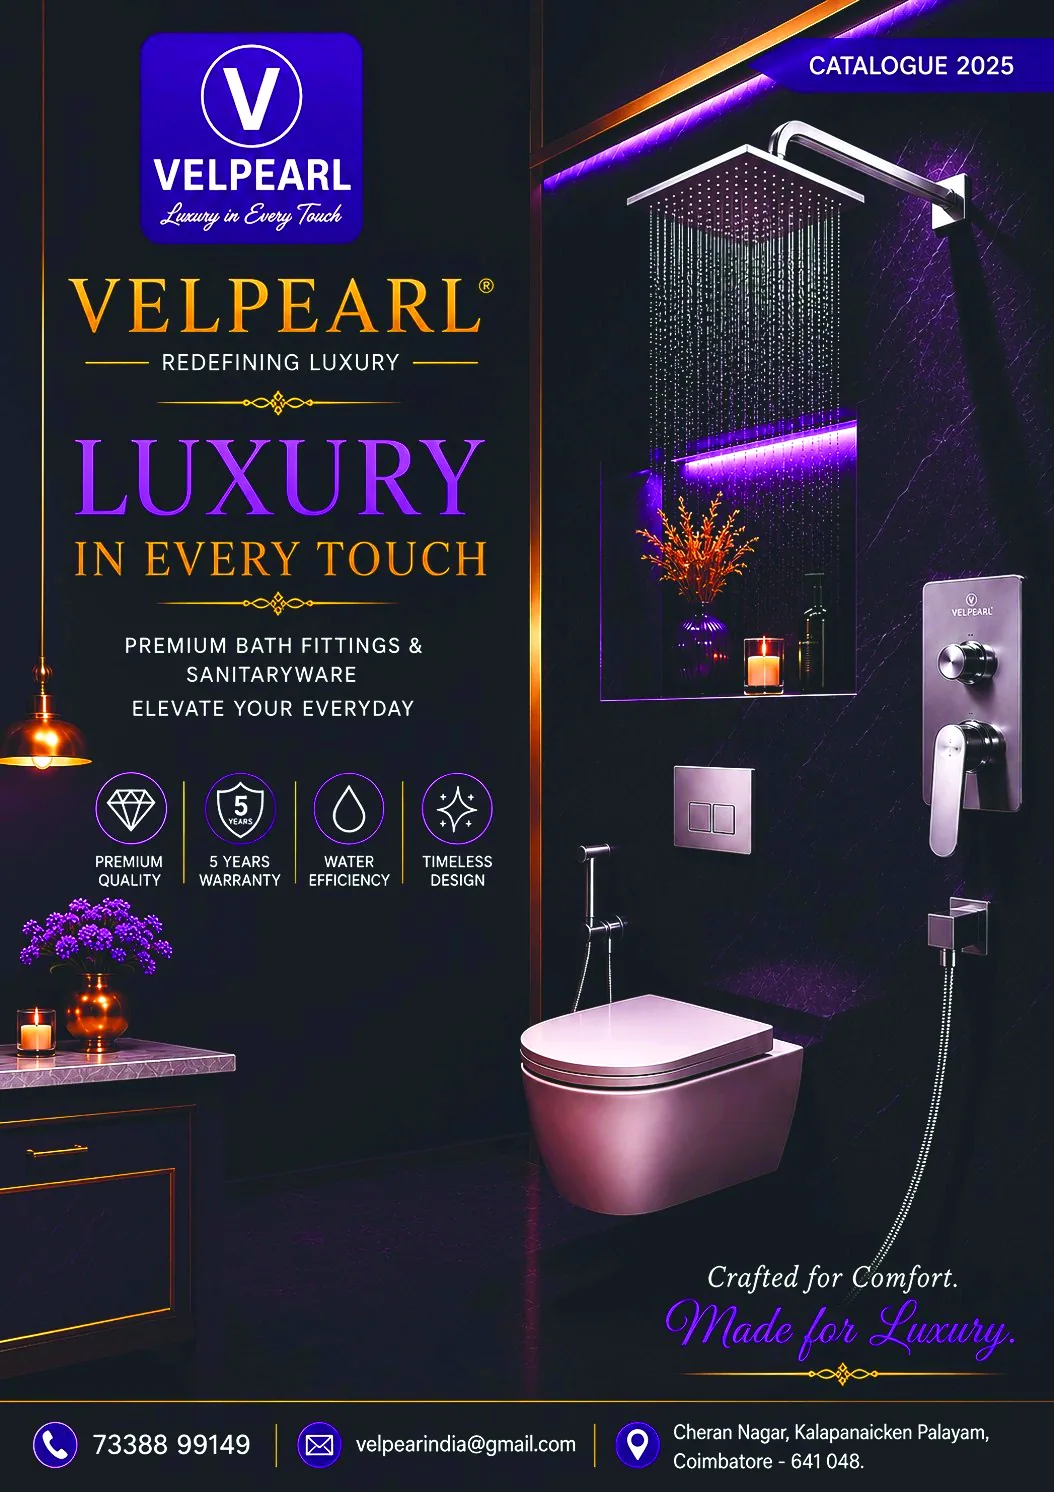 V
VELPEARL
Luxury in Every Touch
CATALOGUE 2025
VELPEARL®
REDEFINING LUXURY
LUXURY
IN EVERY TOUCH
PREMIUM BATH FITTINGS &
SANITARYWARE
ELEVATE YOUR EVERYDAY
PREMIUM
QUALITY
5
YEARS
5 YEARS
WARRANTY
WATER
EFFICIENCY
TIMELESS
DESIGN
V
VELPEARL
Crafted for Comfort.
Made for Luxury.
73388 99149
velpearindia@gmail.com
Cheran Nagar, Kalapanaicken Palayam,
Coimbatore - 641 048.